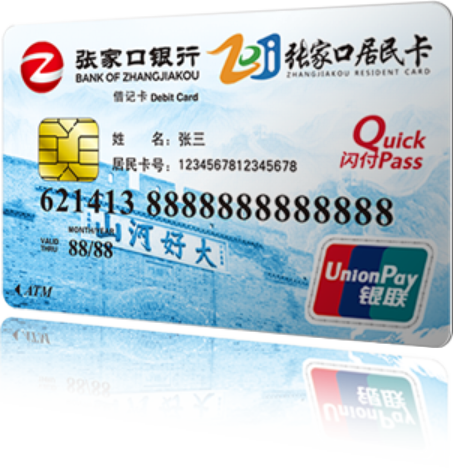 张家口银行
BANK OF ZHANGJIAKOU
借记卡 Debit Card
张家口居民卡
ZHANGJIAKOU RESIDENT CARD
姓 名：张三
居民卡号：1234567812345678
Quick
闪付Pass
621413 8888888888888
MONTH/YEAR
VALID THRU 88/88
山河好大
ATM
UnionPay
银联